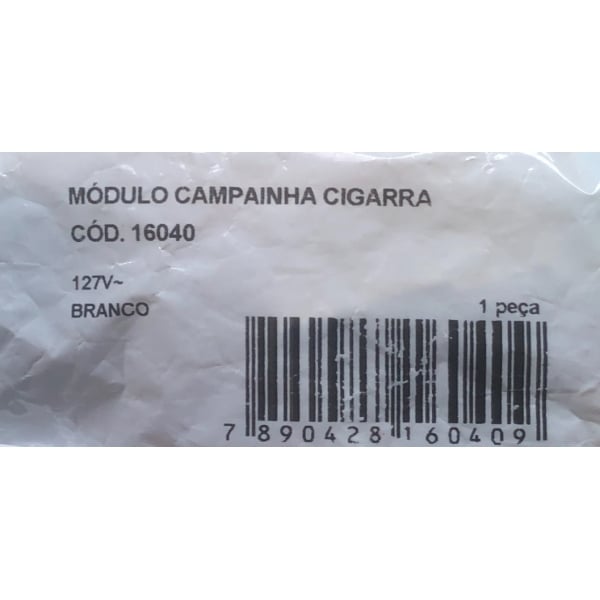 MÓDULO CAMPAINHA CIGARRA
CÓD. 16040
127V~
BRANCO
1 peça
7 890428 160409